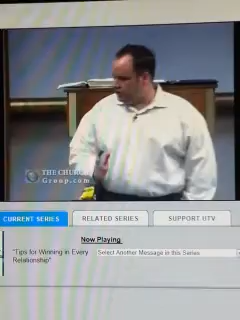 THE CHURCH
Group.com
CURRENT SERIES
RELATED SERIES
SUPPORT UTV
Now Playing
"Tips for Winning in Every
Relationship"
Select Another Message in this Series